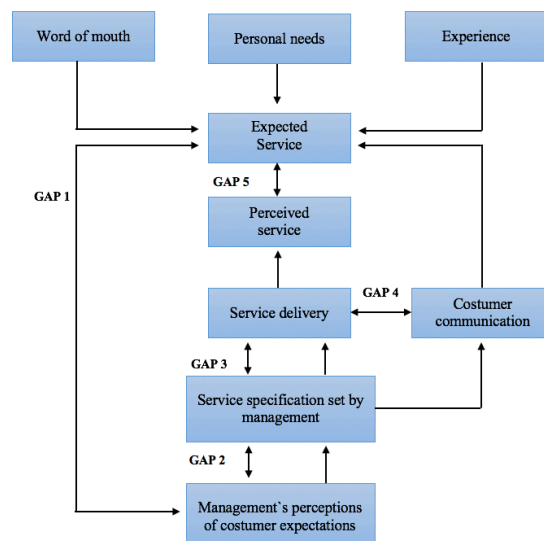 Word of mouth
Personal needs
Experience
Expected
Service
GAP 1
GAP 5
Perceived
service
GAP 4
Service delivery
Costumer
communication
GAP 3
Service specification set by
management
GAP 2
Management`s perceptions
of costumer expectations